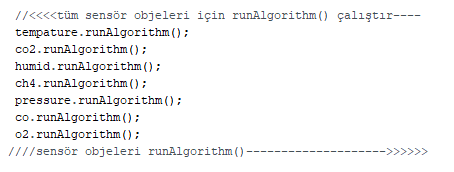 //<<<<tüm sensör objeleri için runAlgorithm() çalıştır----
tempature.runAlgorithm();
co2.runAlgorithm();
humid.runAlgorithm();
ch4.runAlgorithm();
pressure.runAlgorithm();
co.runAlgorithm();
o2.runAlgorithm();
////sensör objeleri runAlgorithm()-------------------->>>>>>